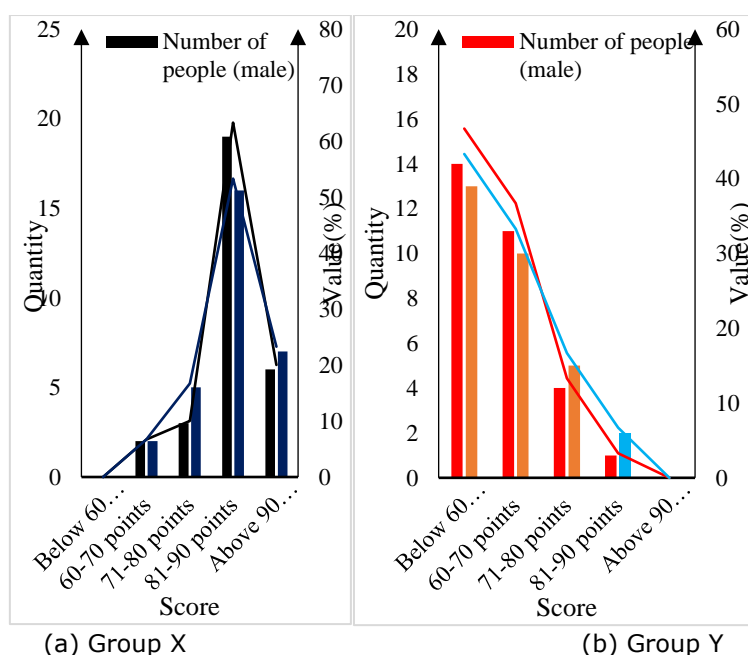 25
20
15
10
5
0
Quantity
Number of
people (male)
80
70
60
50
40
30
20
10
0
Value(%)
Below 60…
60-70 points
71-80 points
81-90 points
Above 90…
Score
(a) Group X
20
18
16
14
12
10
8
6
4
2
0
Quantity
Number of people
(male)
60
50
40
30
20
10
0
Value(%)
Below 60…
60-70 points
71-80 points
81-90 points
Above 90…
Score
(b) Group Y